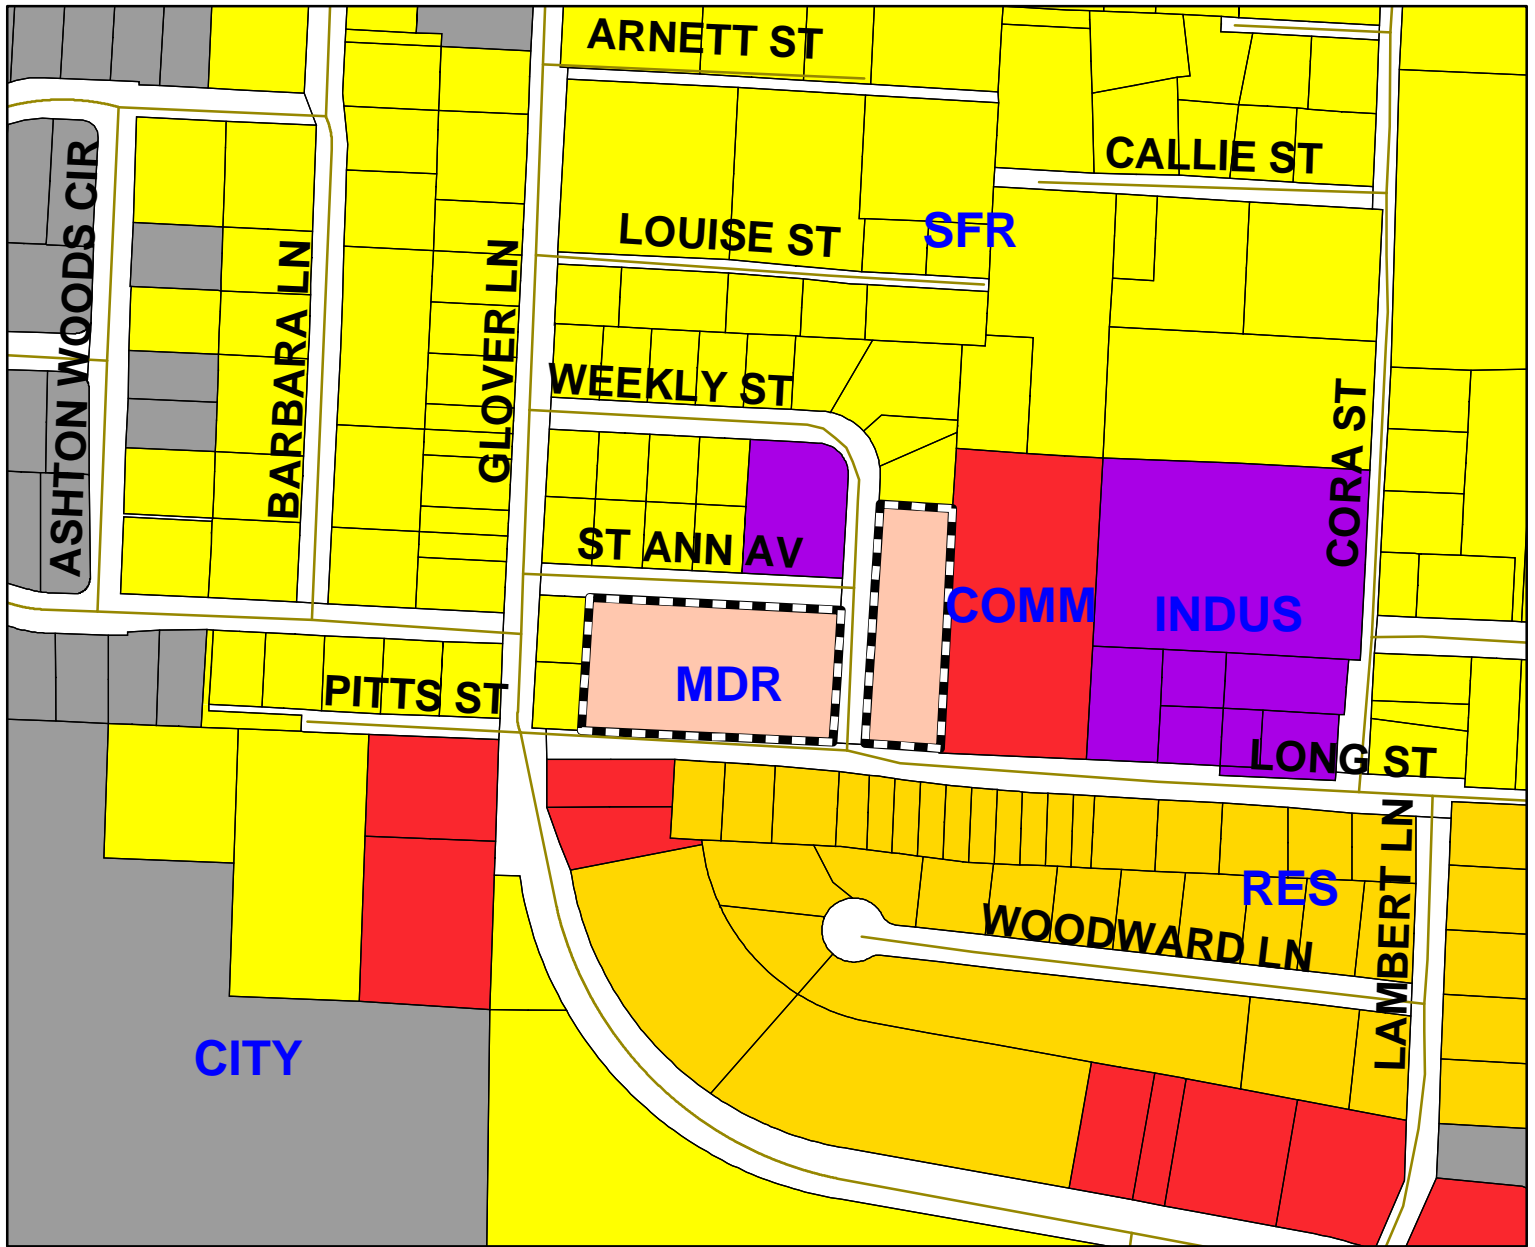 ARNETT ST
CALLIE ST
ASHTON WOODS CIR
BARBARA LN
GLOVER LN
LOUISE ST
SFR
WEEKLY ST
CORA ST
ST ANN AV
COMM
INDUS
MDR
PITTS ST
LONG ST
RES
LAMBERT LN
WOODWARD LN
CITY